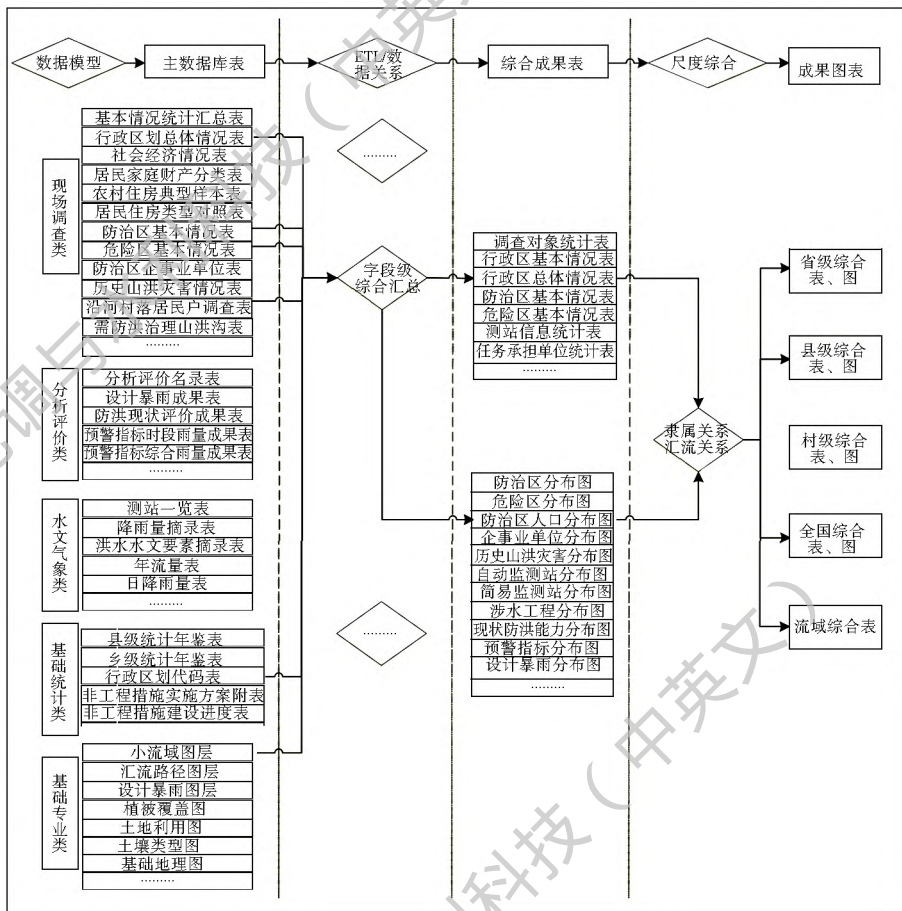 数据模型
主数据库表
ETL/数
据关系
综合成果表
尺度综合
成果图表
现场调查类
基本情况统计汇总表
行政区划总体情况表
社会经济情况表
居民家庭财产分类表
农村住房典型样本表
居民住房类型对照表
防治区基本情况表
危险区基本情况表
防治区企事业单位表
历史山洪灾害情况表
沿河村落居民户调查表
需防洪治理山洪沟表
………
分析评价类
分析评价名录表
设计暴雨成果表
防洪现状评价成果表
预警指标时段雨量成果表
预警指标综合雨量成果表
………
水文气象类
测站一览表
降雨量摘录表
洪水水文要素摘录表
年流量表
日降雨量表
………
基础统计类
县级统计年鉴表
乡级统计年鉴表
行政区划代码表
非工程措施实施方案附表
非工程措施建设进度表
基础专业类
小流域图层
汇流路径图层
设计暴雨图层
植被覆盖图
土地利用图
土壤类型图
基础地理图
………
………
字段级
综合汇总
………
调查对象统计表
行政区基本情况表
行政区总体情况表
防治区基本情况表
危险区基本情况表
测站信息统计表
任务承担单位统计表
………
防治区分布图
危险区分布图
防治区人口分布图
企事业单位分布图
历史山洪灾害分布图
自动监测站分布图
简易监测站分布图
涉水工程分布图
现状防洪能力分布图
预警指标分布图
设计暴雨分布图
………
隶属关系
汇流关系
省级综合
表、图
县级综合
表、图
村级综合
表、图
全国综合
表、图
流域综合表